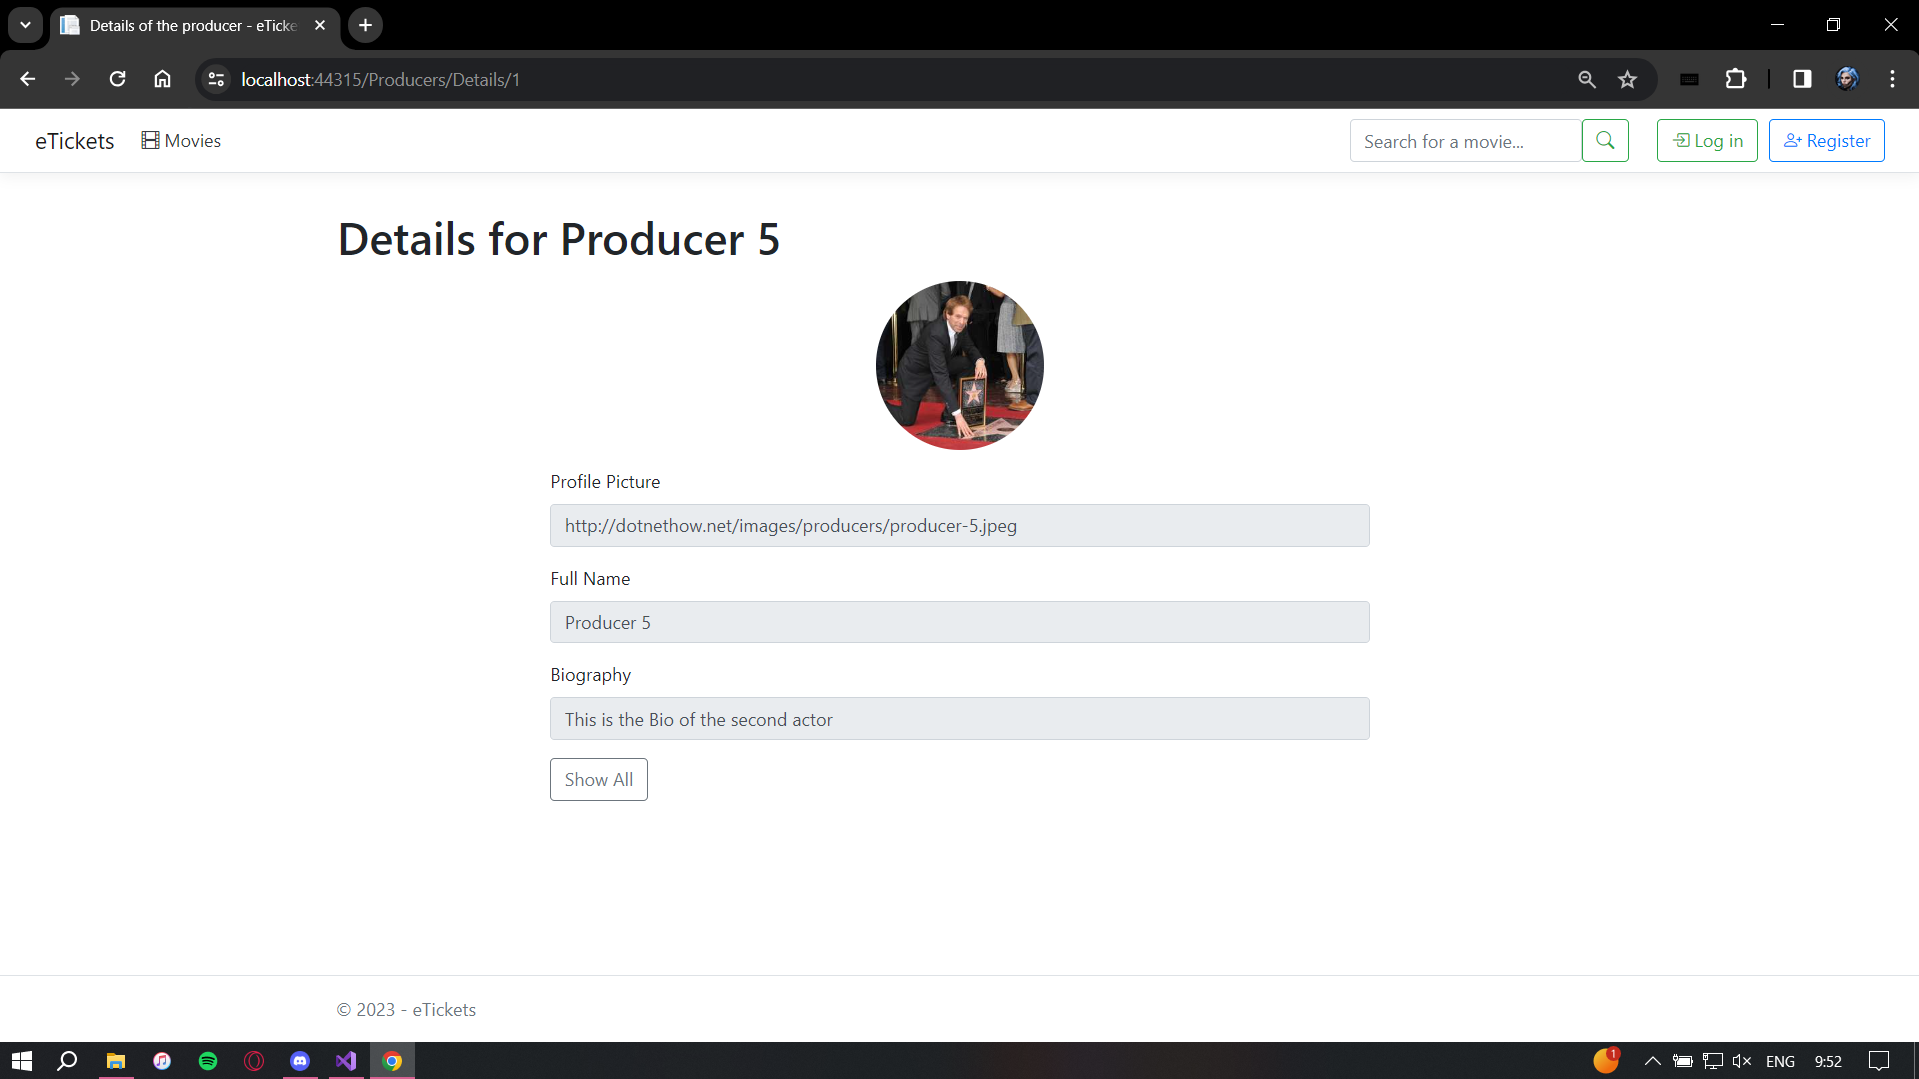 Details of the producer - eTicke
localhost:44315/Producers/Details/1
eTickets Movies Search for a movie... Log in Register
Details for Producer 5
Profile Picture
http://dotnethow.net/images/producers/producer-5.jpeg
Full Name
Producer 5
Biography
This is the Bio of the second actor
Show All
© 2023 - eTickets
1 ENG 9:52